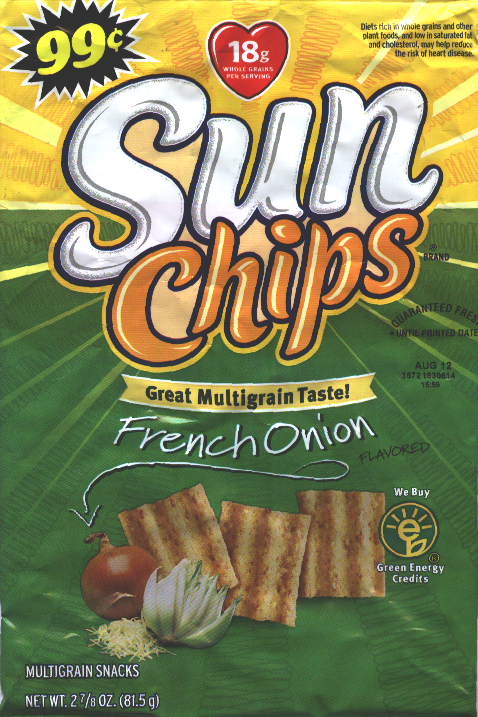 99¢
18g
WHOLE GRAINS
PER SERVING
Diets rich in whole grains and other
plant foods, and low in saturated fat
and cholesterol, may help reduce
the risk of heart disease.
Sun
Chips
®
BRAND
GUARANTEED FRESH
UNTIL PRINTED DATE
AUG 12
Great Multigrain Taste!
French Onion
FLAVORED
We Buy
e
®
Green Energy
Credits
MULTIGRAIN SNACKS
NET WT. 2 7/8 OZ. (81.5 g)